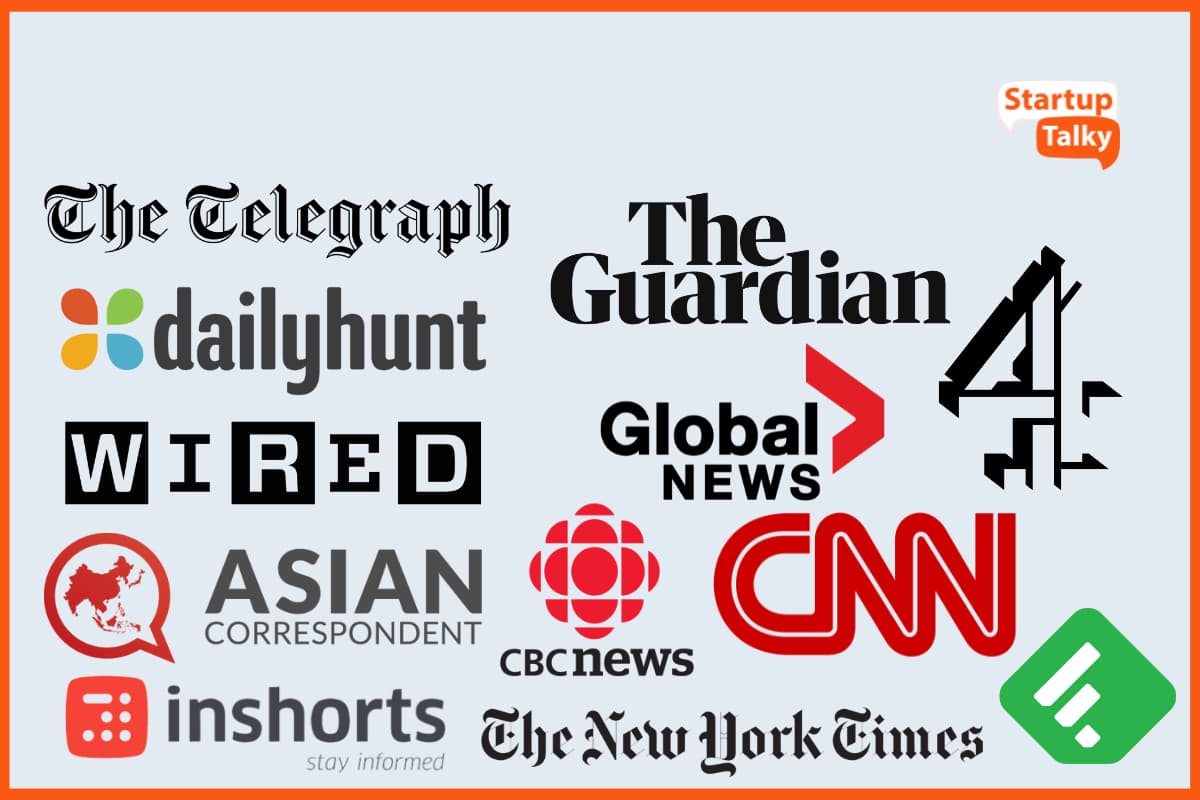 Startup
Talky
The Telegraph
The
Guardian
dailyhunt
4
Global
NEWS
WIRED
ASIAN
CORRESPONDENT
CBCnews
CNN
inshorts
stay informed
The New York Times